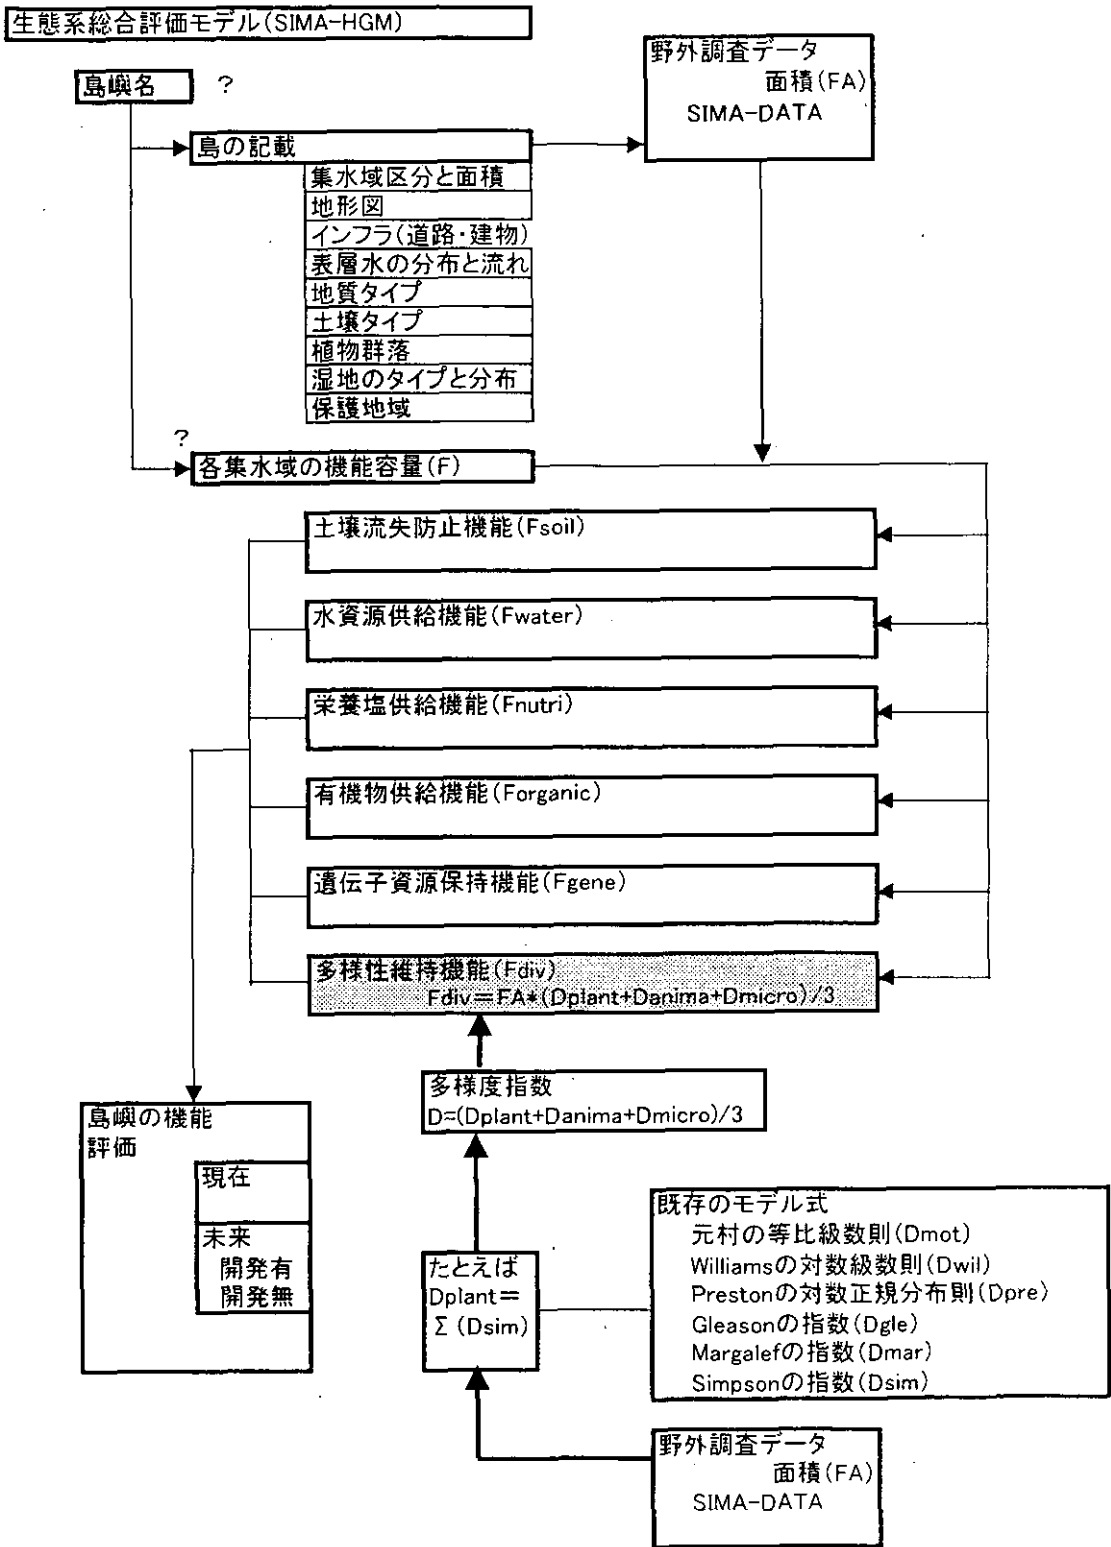 生態系総合評価モデル(SIMA-HGM)
島嶼名 ?
野外調査データ
面積(FA)
SIMA-DATA
島の記載
集水域区分と面積
地形図
インフラ(道路・建物)
表層水の分布と流れ
地質タイプ
土壌タイプ
植物群落
湿地のタイプと分布
保護地域
?
各集水域の機能容量(F)
土壌流失防止機能(Fsoil)
水資源供給機能(Fwater)
栄養塩供給機能(Fnutri)
有機物供給機能(Forganic)
遺伝子資源保持機能(Fgene)
多様性維持機能(Fdiv)
Fdiv=FA*(Dplant+Danima+Dmicro)/3
多様度指数
D=(Dplant+Danima+Dmicro)/3
島嶼の機能
評価
現在
未来
開発有
開発無
たとえば
Dplant=
Σ(Dsim)
既存のモデル式
元村の等比級数則(Dmot)
Williamsの対数級数則(Dwil)
Prestonの対数正規分布則(Dpre)
Gleasonの指数(Dgle)
Margalefの指数(Dmar)
Simpsonの指数(Dsim)
野外調査データ
面積(FA)
SIMA-DATA